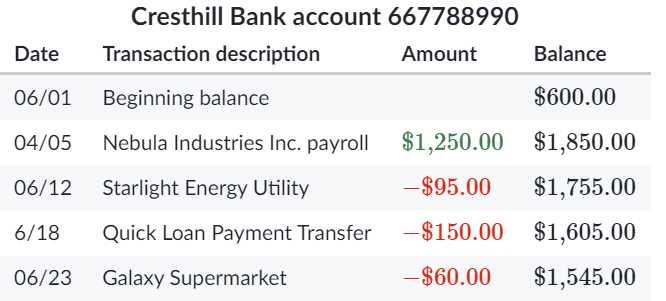 Cresthill Bank account 667788990
Date Transaction description Amount Balance
06/01 Beginning balance $600.00
04/05 Nebula Industries Inc. payroll $1,250.00 $1,850.00
06/12 Starlight Energy Utility −$95.00 $1,755.00
6/18 Quick Loan Payment Transfer −$150.00 $1,605.00
06/23 Galaxy Supermarket −$60.00 $1,545.00